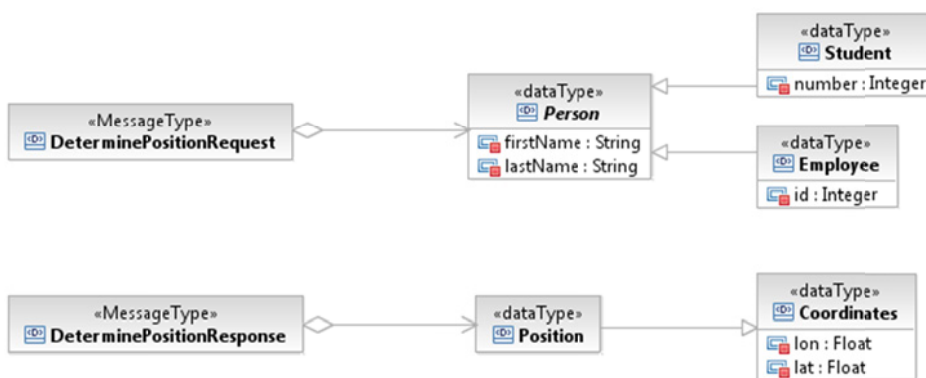 «dataType»
Student
number : Integer
«MessageType»
DeterminePositionRequest
«dataType»
Person
firstName : String
lastName : String
«dataType»
Employee
id : Integer
«MessageType»
DeterminePositionResponse
«dataType»
Position
«dataType»
Coordinates
lon : Float
lat : Float